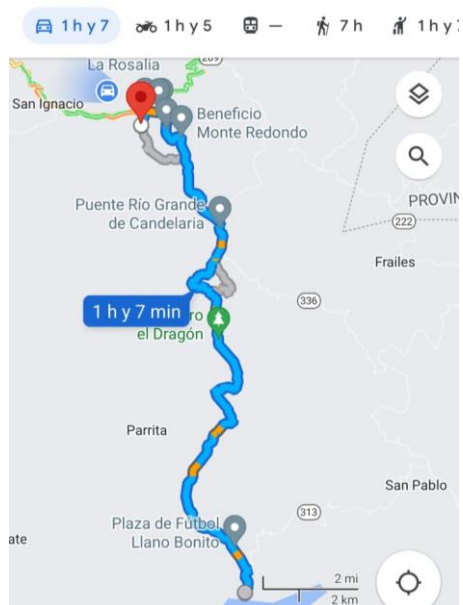 1 h y 7
1 h y 5
—
7 h
1 h y
La Rosalia
209
San Ignacio
Beneficio
Monte Redondo
PROVIN
Puente Río Grande
de Candelaria
222
Frailes
336
1 h y 7 min
ro
el Dragón
Parrita
San Pablo
313
Plaza de Fútbol
Llano Bonito
ate
2 mi
2 km